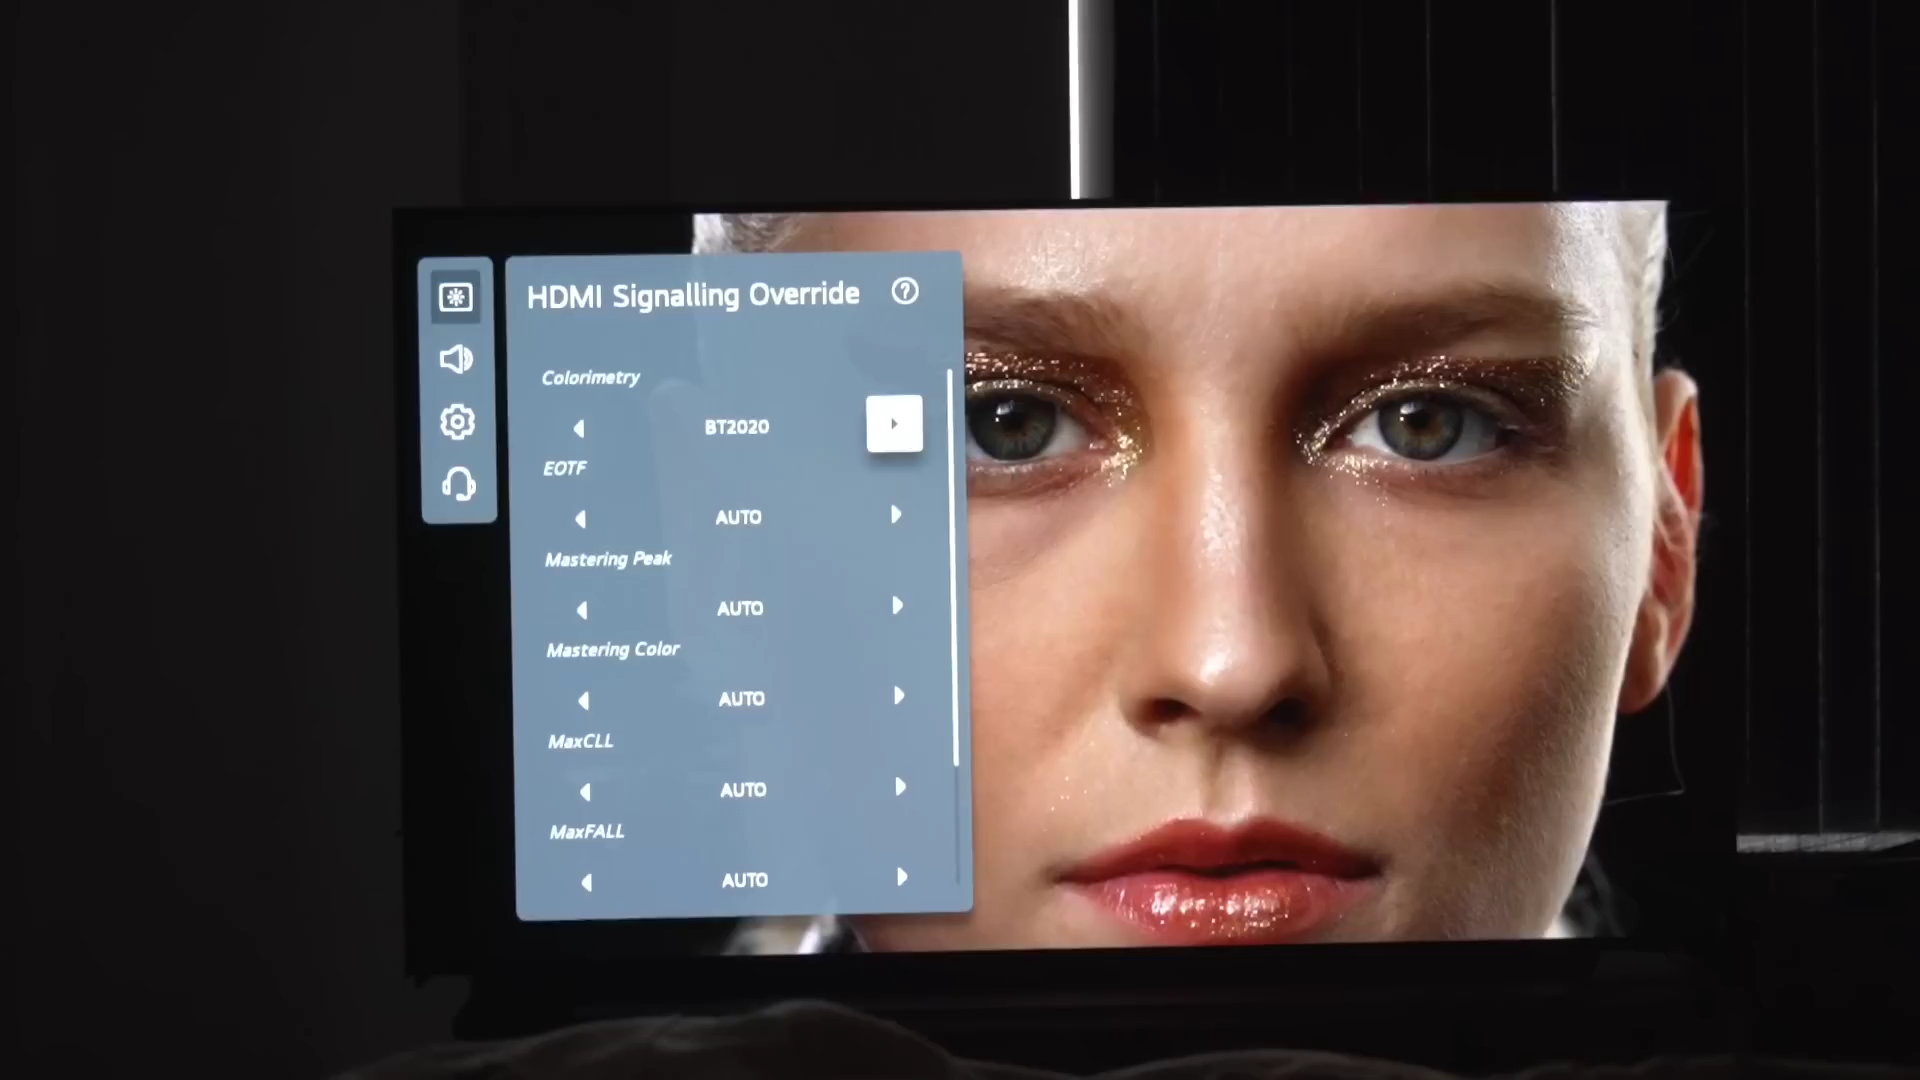 HDMI Signalling Override
Colorimetry
BT2020
EOTF
AUTO
Mastering Peak
AUTO
Mastering Color
AUTO
MaxCLL
AUTO
MaxFALL
AUTO